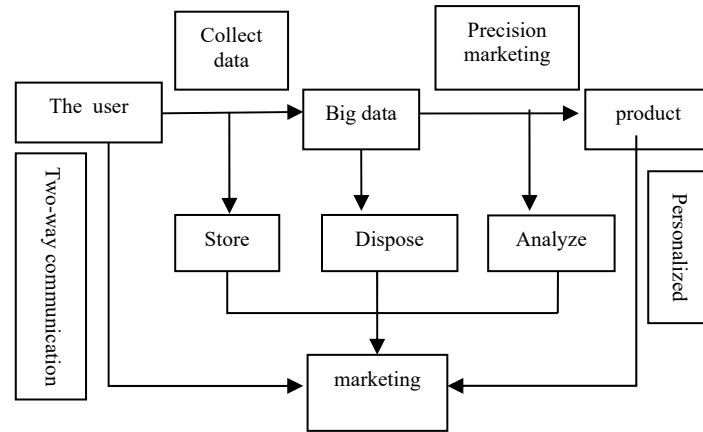 Collect
data
Precision
marketing
The user
Big data
product
Two-way communication
Personalized
Store
Dispose
Analyze
marketing